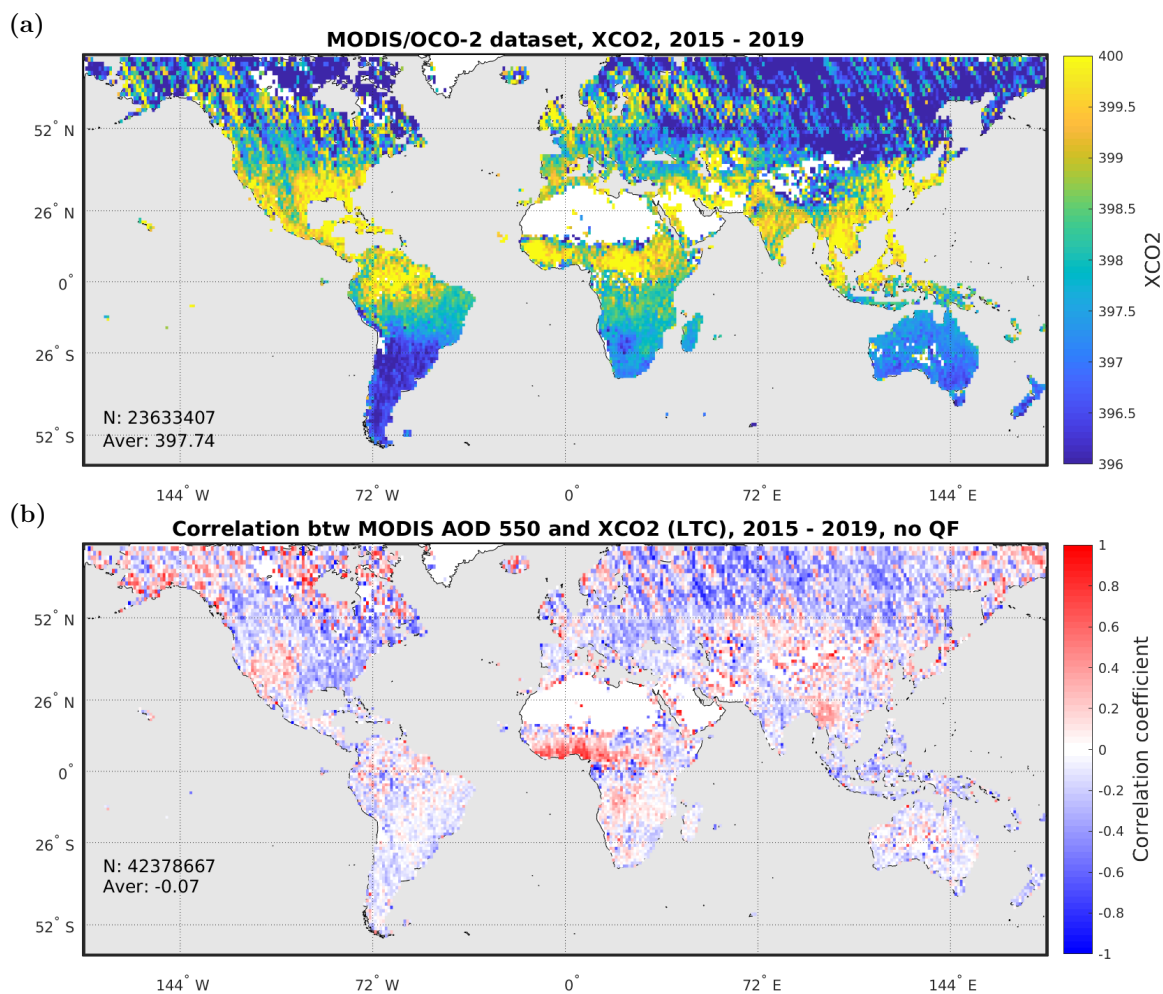 (a)
MODIS/OCO-2 dataset, XCO2, 2015 - 2019
52° N
26° N
0°
26° S
52° S
N: 23633407
Aver: 397.74
144° W
72° W
0°
72° E
144° E
400
399.5
399
398.5
398
397.5
397
396.5
396
XCO2
(b)
Correlation btw MODIS AOD 550 and XCO2 (LTC), 2015 - 2019, no QF
52° N
26° N
0°
26° S
52° S
N: 42378667
Aver: -0.07
144° W
72° W
0°
72° E
144° E
1
0.8
0.6
0.4
0.2
0
-0.2
-0.4
-0.6
-0.8
-1
Correlation coefficient